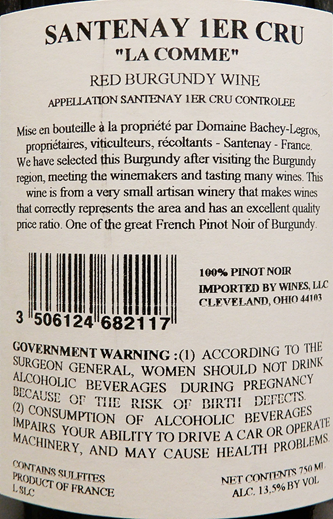 SANTENAY 1ER CRU
"LA COMME"
RED BURGUNDY WINE
APPELLATION SANTENAY 1ER CRU CONTROLEE
Mise en bouteille à la propriété par Domaine Bachey-Legros,
propriétaires, viticulteurs, récoltants - Santenay - France.
We have selected this Burgundy after visiting the Burgundy
region, meeting the winemakers and tasting many wines. This
wine is from a very small artisan winery that makes wines
that correctly represents the area and has an excellent quality
price ratio. One of the great French Pinot Noir of Burgundy.
100% PINOT NOIR
IMPORTED BY WINES, LLC
CLEVELAND, OHIO 44103
3 506124 682117
GOVERNMENT WARNING :(1) ACCORDING TO THE
SURGEON GENERAL, WOMEN SHOULD NOT DRINK
ALCOHOLIC BEVERAGES DURING PREGNANCY
BECAUSE OF THE RISK OF BIRTH DEFECTS.
(2) CONSUMPTION OF ALCOHOLIC BEVERAGES
IMPAIRS YOUR ABILITY TO DRIVE A CAR OR OPERATE
MACHINERY, AND MAY CAUSE HEALTH PROBLEMS.
CONTAINS SULFITES
PRODUCT OF FRANCE
L SLC
NET CONTENTS 750 ML
ALC. 13,5% BY VOL